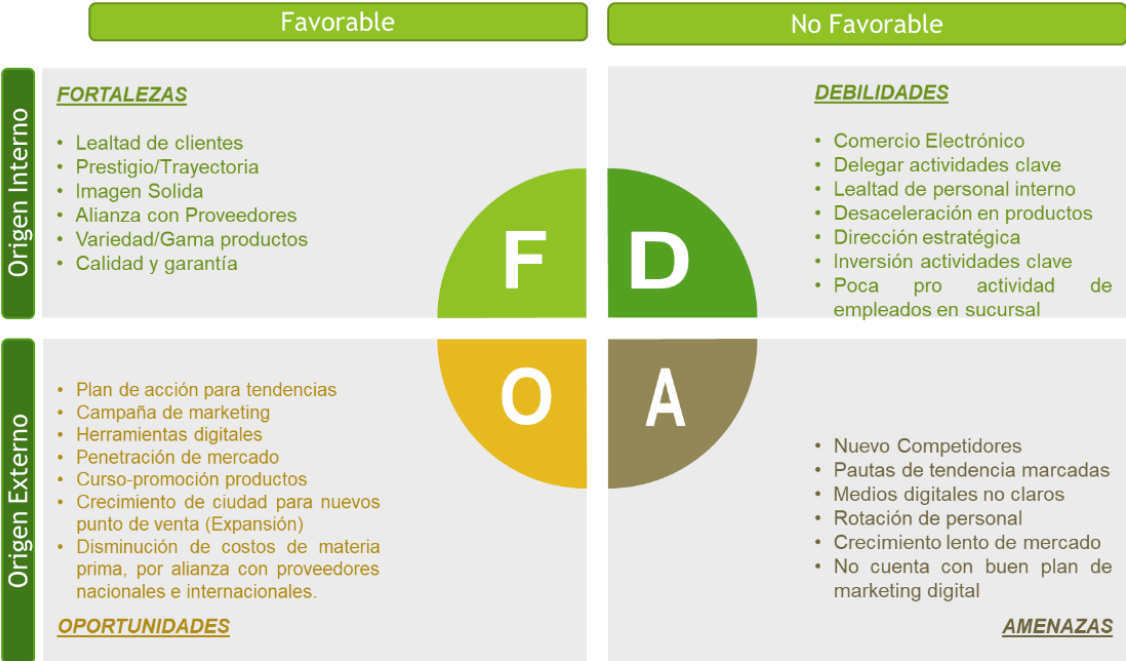 Favorable
No Favorable
Origen Interno
FORTALEZAS
• Lealtad de clientes
• Prestigio/Trayectoria
• Imagen Solida
• Alianza con Proveedores
• Variedad/Gama productos
• Calidad y garantía
F
D
DEBILIDADES
• Comercio Electrónico
• Delegar actividades clave
• Lealtad de personal interno
• Desaceleración en productos
• Dirección estratégica
• Inversión actividades clave
• Poca pro actividad de
empleados en sucursal
Origen Externo
• Plan de acción para tendencias
• Campaña de marketing
• Herramientas digitales
• Penetración de mercado
• Curso-promoción productos
• Crecimiento de ciudad para nuevos
punto de venta (Expansión)
• Disminución de costos de materia
prima, por alianza con proveedores
nacionales e internacionales.
OPORTUNIDADES
O
A
• Nuevo Competidores
• Pautas de tendencia marcadas
• Medios digitales no claros
• Rotación de personal
• Crecimiento lento de mercado
• No cuenta con buen plan de
marketing digital
AMENAZAS